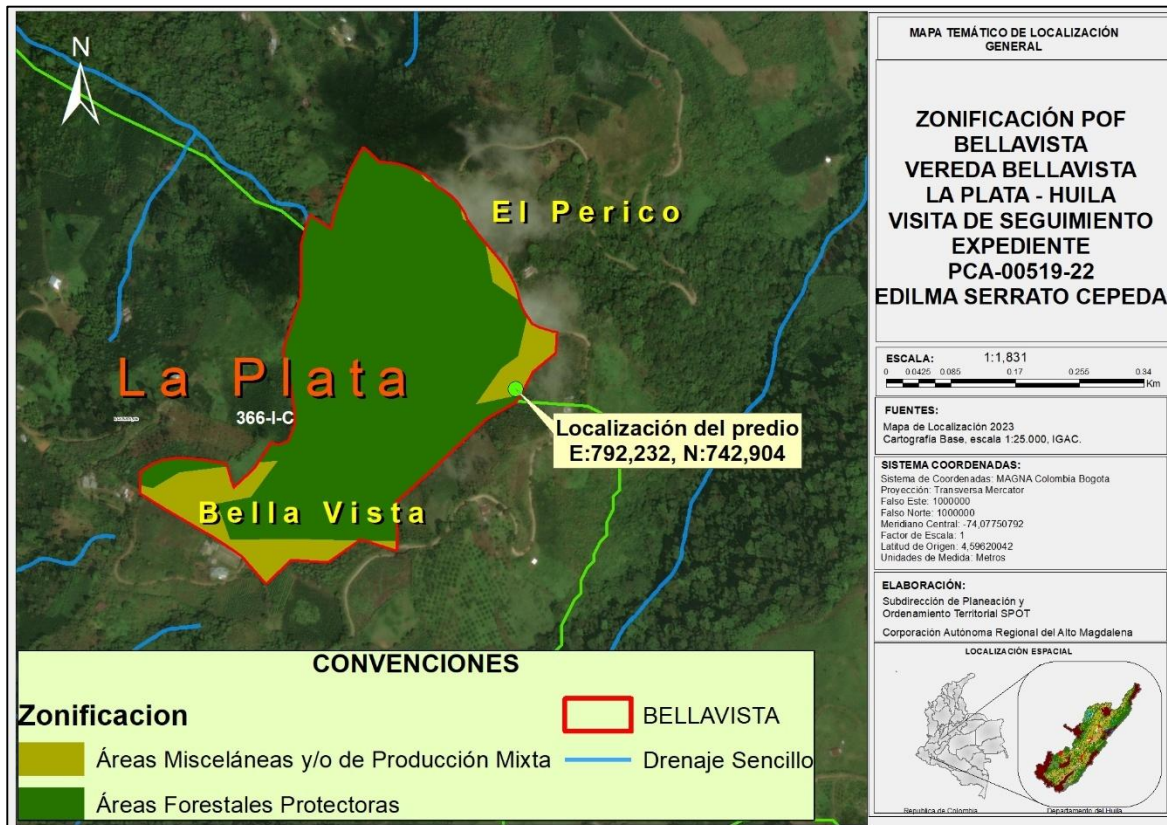 N
El Perico
La Plata
366-I-C
Localización del predio
E:792,232, N:742,904
Bella Vista
CONVENCIONES
Zonificacion
Áreas Misceláneas y/o de Producción Mixta
Áreas Forestales Protectoras
BELLAVISTA
Drenaje Sencillo
MAPA TEMÁTICO DE LOCALIZACIÓN
GENERAL
ZONIFICACIÓN POF
BELLAVISTA
VEREDA BELLAVISTA
LA PLATA - HUILA
VISITA DE SEGUIMIENTO
EXPEDIENTE
PCA-00519-22
EDILMA SERRATO CEPEDA
ESCALA: 1:1,831
0 0.0425 0.085 0.17 0.255 0.34
Km
FUENTES:
Mapa de Localización 2023
Cartografía Base, escala 1:25.000, IGAC.
SISTEMA COORDENADAS:
Sistema de Coordenadas: MAGNA Colombia Bogota
Proyección: Transversa Mercator
Falso Este: 1000000
Falso Norte: 1000000
Meridiano Central: -74,07750792
Factor de Escala: 1
Latitud de Origen: 4,59620042
Unidades de Medida: Metros
ELABORACIÓN:
Subdirección de Planeación y
Ordenamiento Territorial SPOT
Corporación Autónoma Regional del Alto Magdalena
LOCALIZACIÓN ESPACIAL
Republica de Colombia
Departamento del Huila